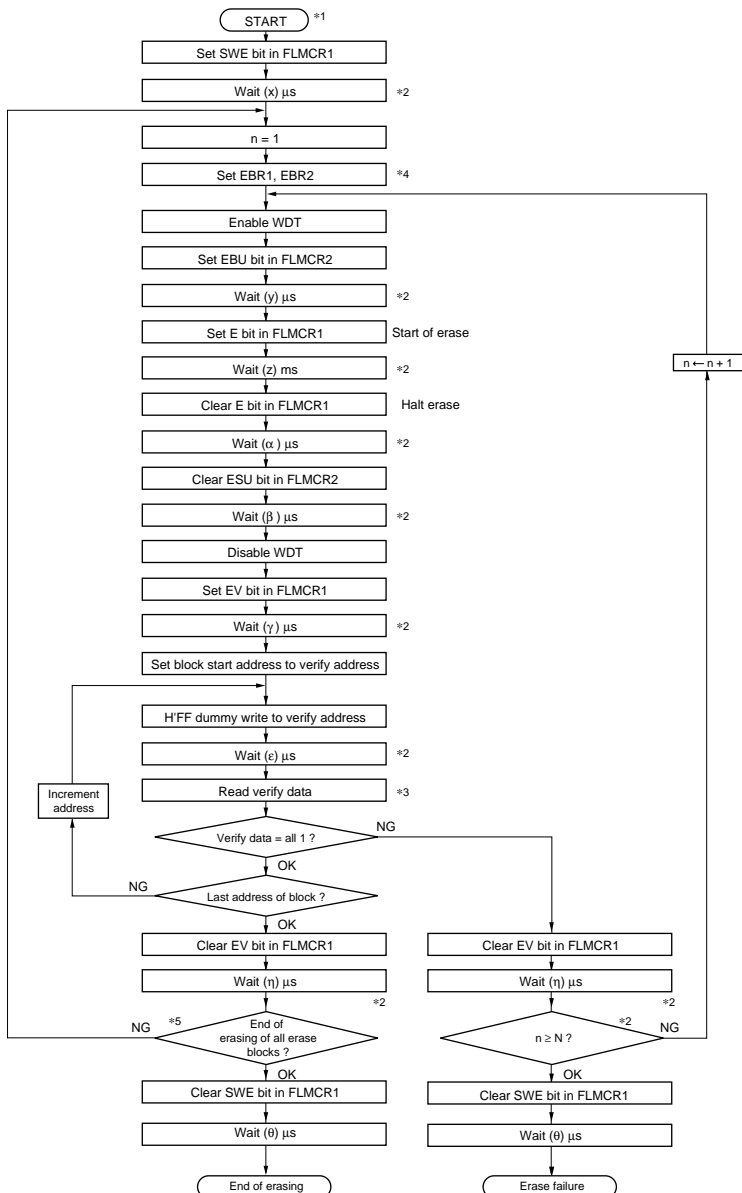 START *1
Set SWE bit in FLMCR1
Wait (x) μs *2
n = 1
Set EBR1, EBR2 *4
Enable WDT
Set EBU bit in FLMCR2
Wait (y) μs *2
Set E bit in FLMCR1 Start of erase
Wait (z) ms *2
n ← n + 1
Clear E bit in FLMCR1 Halt erase
Wait (α ) μs *2
Clear ESU bit in FLMCR2
Wait (β ) μs *2
Disable WDT
Set EV bit in FLMCR1
Wait (γ ) μs *2
Set block start address to verify address
H'FF dummy write to verify address
Wait (ε) μs *2
Increment
address
Read verify data *3
Verify data = all 1 ? NG
OK
NG Last address of block ?
OK
Clear EV bit in FLMCR1
Wait (η) μs
*2
NG *5
End of
erasing of all erase
blocks ?
OK
Clear SWE bit in FLMCR1
Wait (θ) μs
End of erasing
Clear EV bit in FLMCR1
Wait (η) μs
*2
n ≥ N ? *2 NG
OK
Clear SWE bit in FLMCR1
Wait (θ) μs
Erase failure